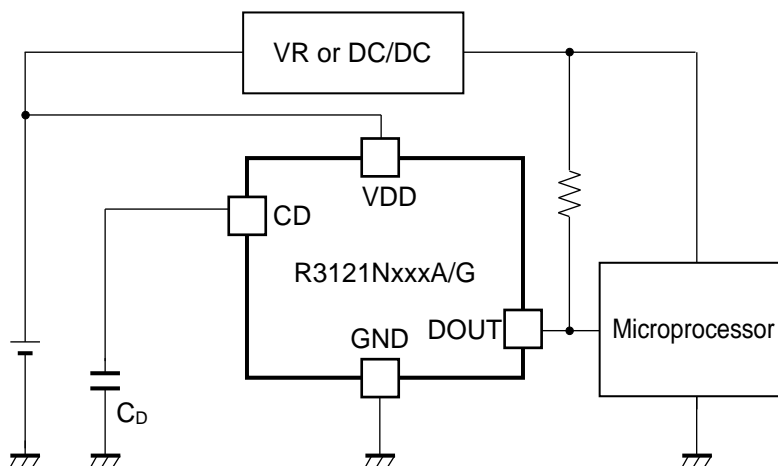 VR or DC/DC
VDD
CD
R3121NxxxA/G
GND
DOUT
Microprocessor
CD